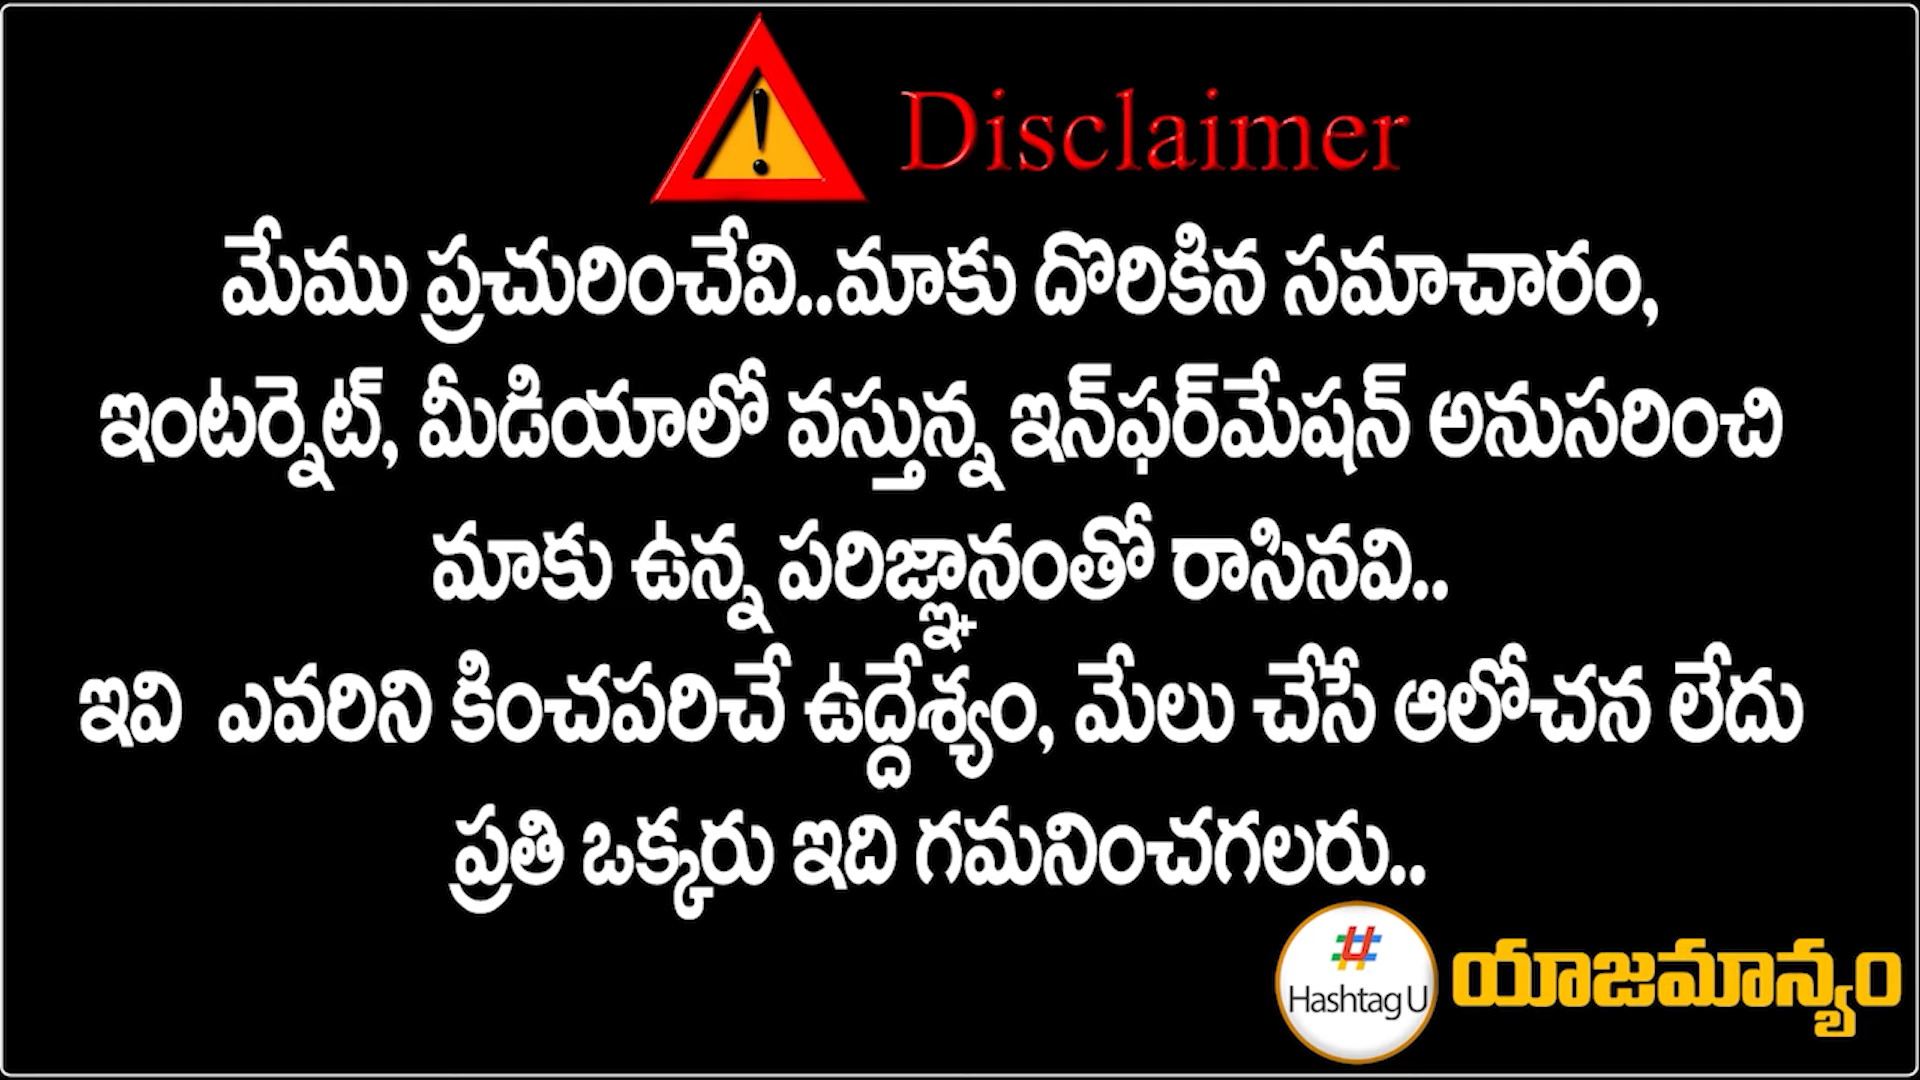 Disclaimer
మేము ప్రచురించేవి..మాకు దొరికిన సమాచారం,
ఇంటర్నెట్, మీడియాలో వస్తున్న ఇన్‌ఫర్‌మేషన్ అనుసరించి
మాకు ఉన్న పరిజ్ఞానంతో రాసినవి..
ఇవి ఎవరిని కించపరిచే ఉద్దేశ్యం, మేలు చేసే ఆలోచన లేదు
ప్రతి ఒక్కరు ఇది గమనించగలరు..
Hashtag U యాజమాన్యం